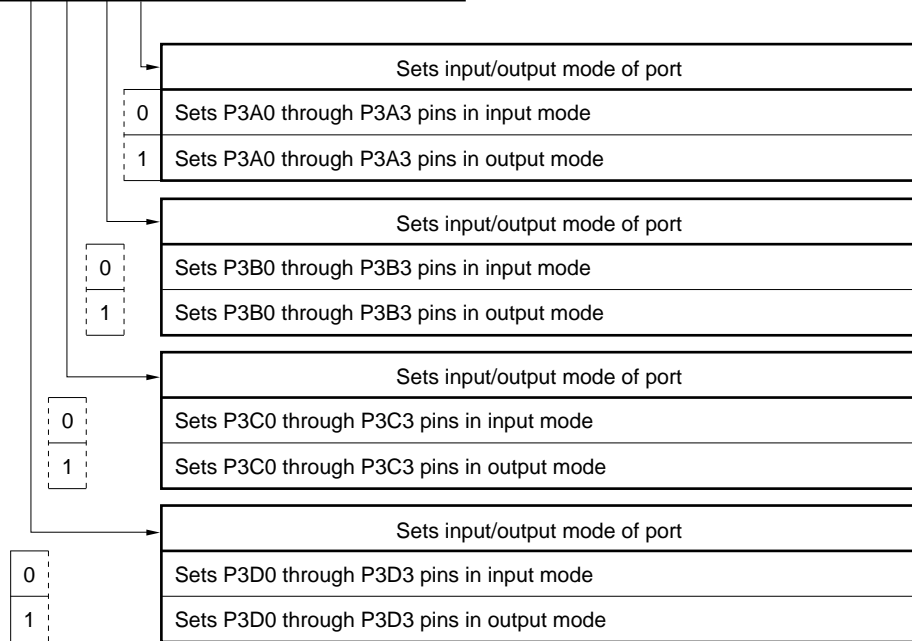 Sets input/output mode of port
0 Sets P3A0 through P3A3 pins in input mode
1 Sets P3A0 through P3A3 pins in output mode
Sets input/output mode of port
0 Sets P3B0 through P3B3 pins in input mode
1 Sets P3B0 through P3B3 pins in output mode
Sets input/output mode of port
0 Sets P3C0 through P3C3 pins in input mode
1 Sets P3C0 through P3C3 pins in output mode
Sets input/output mode of port
0 Sets P3D0 through P3D3 pins in input mode
1 Sets P3D0 through P3D3 pins in output mode